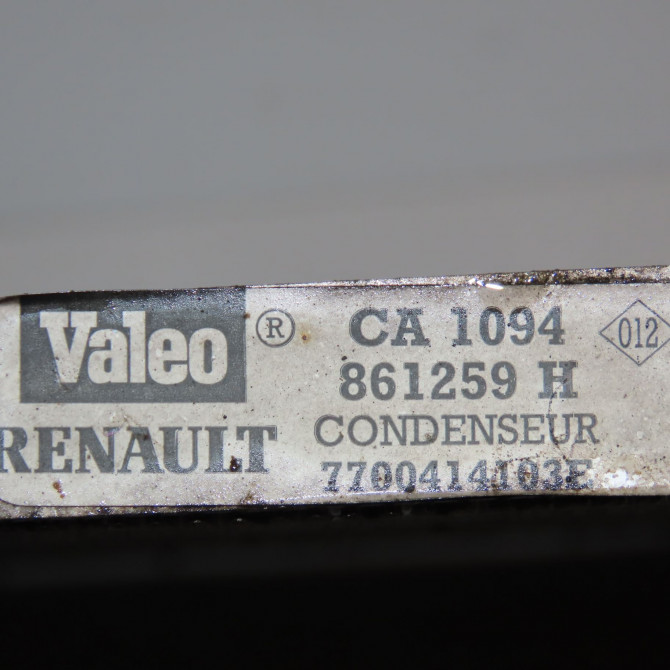 Valeo ®
RENAULT
CA 1094
861259 H
CONDENSEUR
7700414103E
012